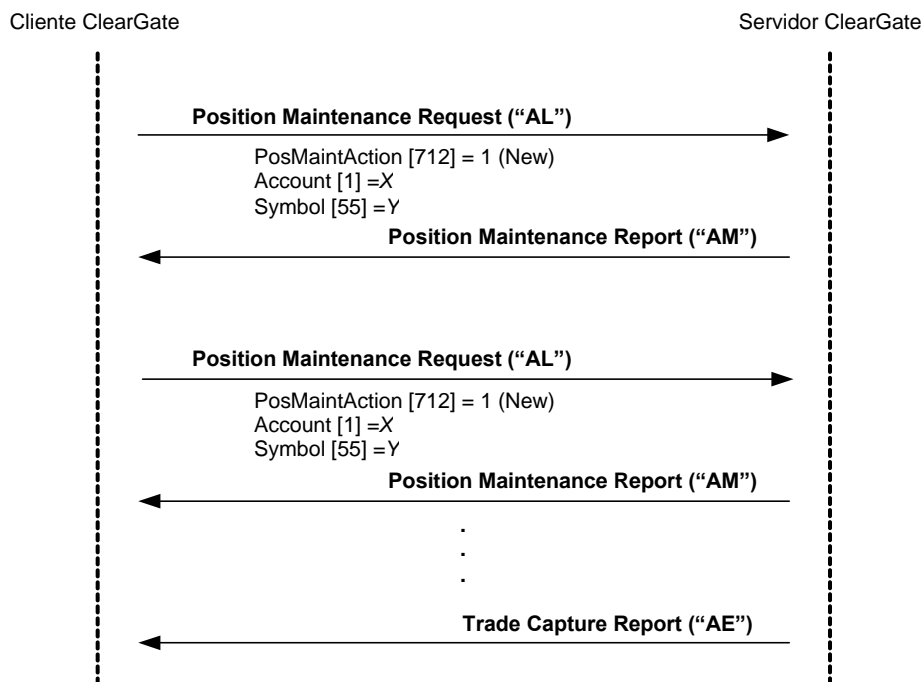 Cliente ClearGate
Servidor ClearGate
Position Maintenance Request (“AL”)
PosMaintAction [712] = 1 (New)
Account [1] =X
Symbol [55] =Y
Position Maintenance Report (“AM”)
Position Maintenance Request (“AL”)
PosMaintAction [712] = 1 (New)
Account [1] =X
Symbol [55] =Y
Position Maintenance Report (“AM”)
.
.
.
Trade Capture Report (“AE”)